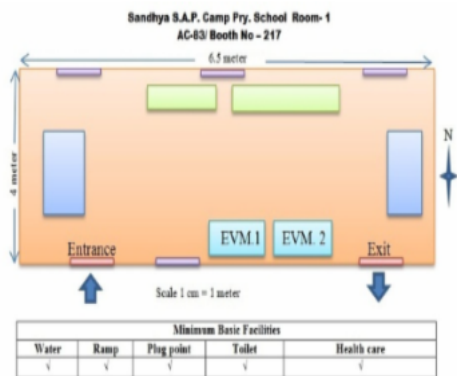 Sandhya S.A.P. Camp Pry. School Room- 1
AC-83/ Booth No – 217
6.5 meter
4 meter
N
EVM.1 EVM. 2
Entrance Exit
Scale 1 cm = 1 meter
Minimum Basic Facilities
Water Ramp Plug point Toilet Health care
√ √ √ √ √